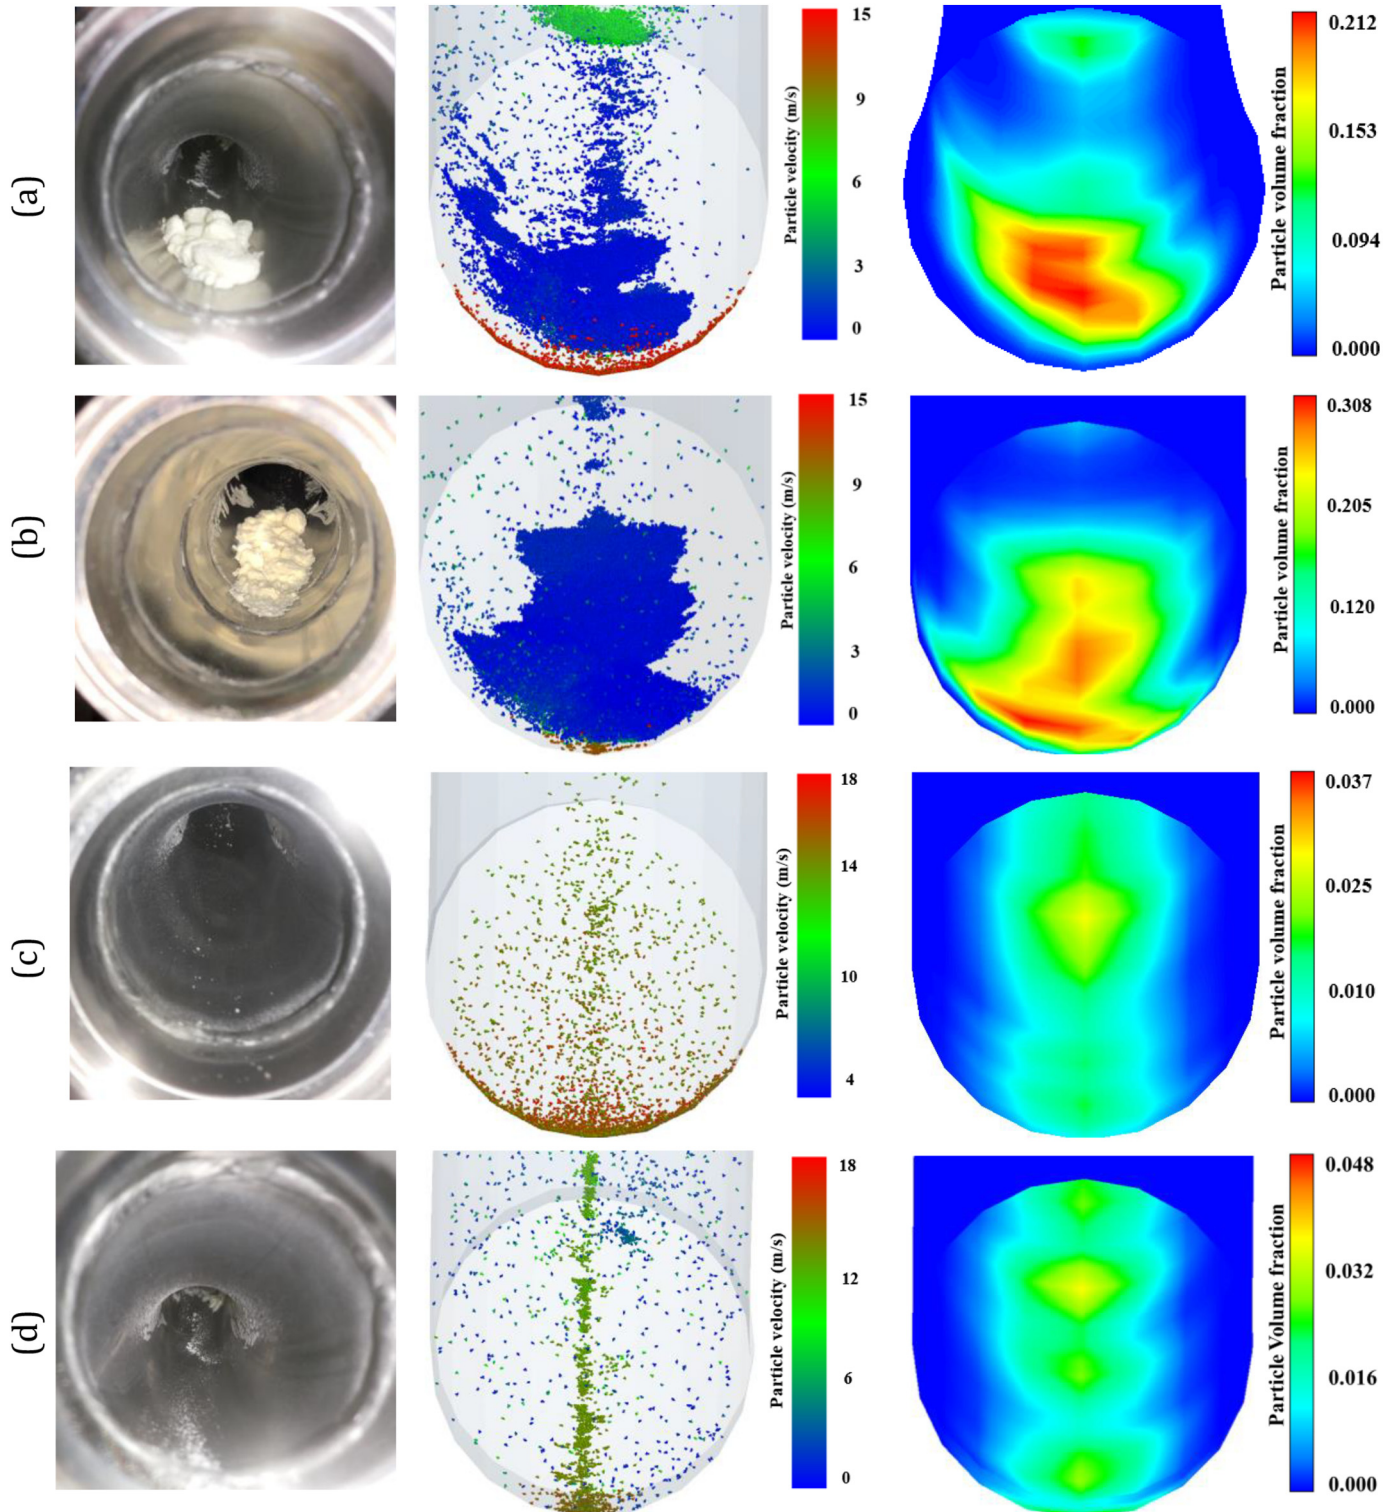 (a)
Particle velocity (m/s)
15
9
6
3
0
Particle volume fraction
0.212
0.153
0.094
0.000
(b)
Particle velocity (m/s)
15
9
6
3
0
Particle volume fraction
0.308
0.205
0.120
0.000
(c)
Particle velocity (m/s)
18
14
10
4
Particle volume fraction
0.037
0.025
0.010
0.000
(d)
Particle velocity (m/s)
18
12
6
0
Particle Volume fraction
0.048
0.032
0.016
0.000